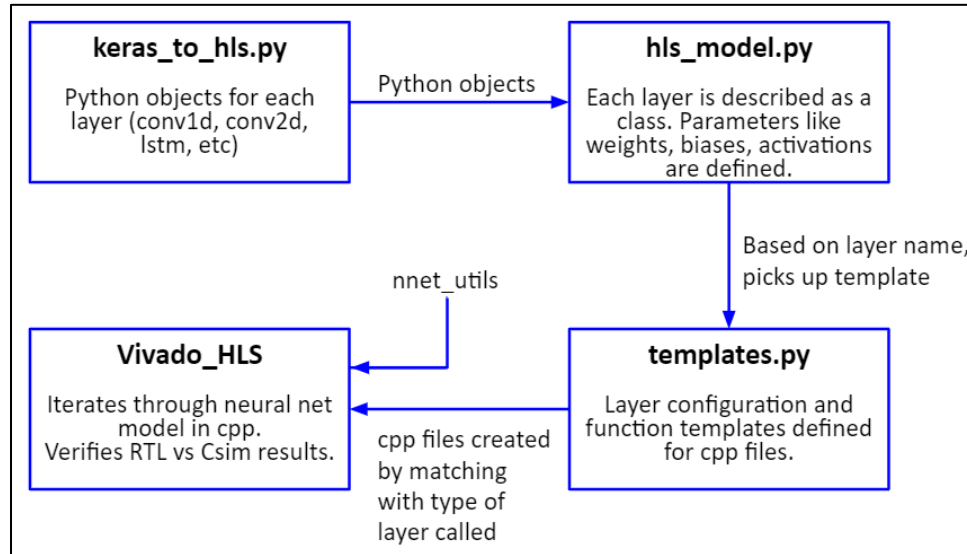 keras_to_hls.py
Python objects for each
layer (conv1d, conv2d,
lstm, etc)
Python objects
hls_model.py
Each layer is described as a
class. Parameters like
weights, biases, activations
are defined.
Based on layer name,
picks up template
nnet_utils
Vivado_HLS
Iterates through neural net
model in cpp.
Verifies RTL vs Csim results.
cpp files created
by matching
with type of
layer called
templates.py
Layer configuration and
function templates defined
for cpp files.